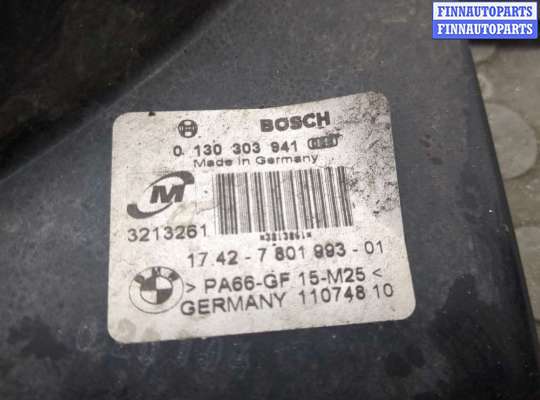 FINNAUTOPARTS
FINNAUTOPARTS
BOSCH
0 130 303 941
Made in Germany
M
3213261
*3213261*
17.42 - 7 801 993 - 01
> PA66-GF 15-M25 <
GERMANY 110748 10